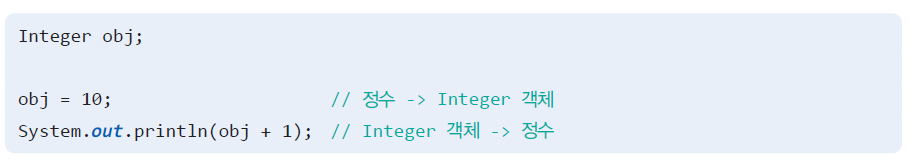 Integer obj;
obj = 10; // 정수 -> Integer 객체
System.out.println(obj + 1); // Integer 객체 -> 정수